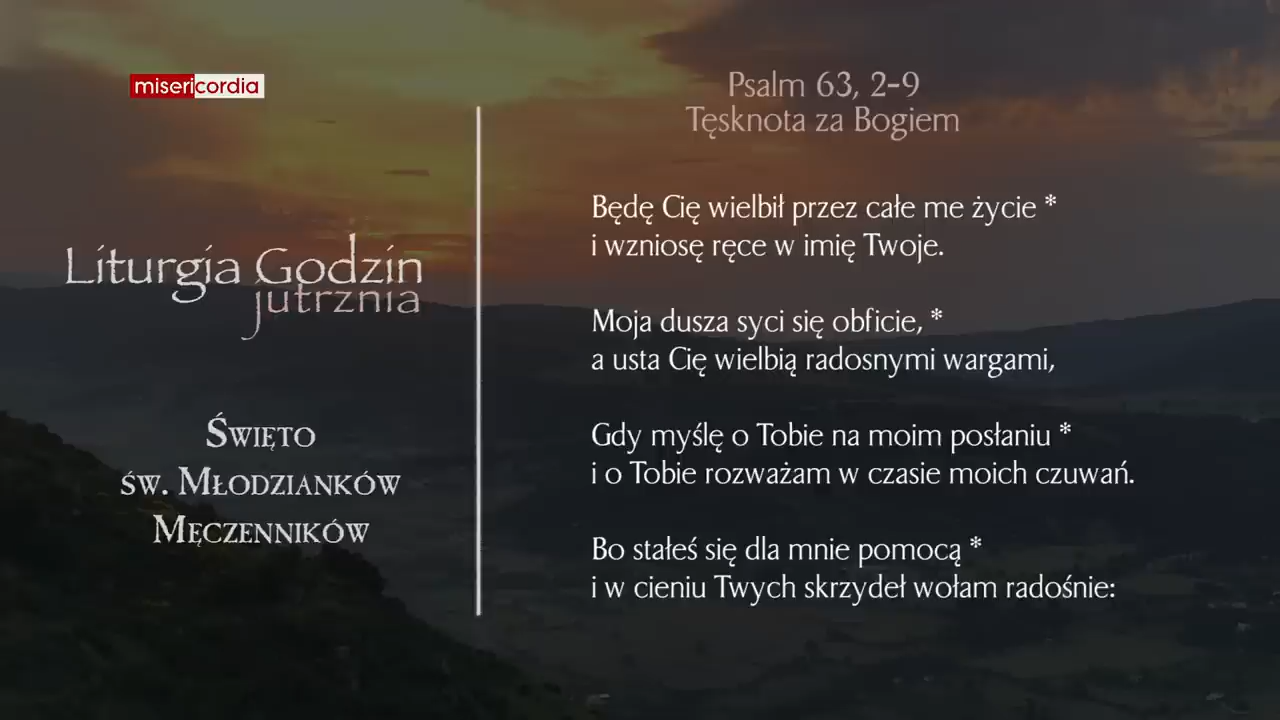 misericordia
Liturgia Godzin
jutrznia
Święto
św. Młodzianków
Męczenników
Psalm 63, 2-9
Tęsknota za Bogiem
Będę Cię wielbił przez całe me życie *
i wzniosę ręce w imię Twoje.
Moja dusza syci się obficie, *
a usta Cię wielbią radosnymi wargami,
Gdy myślę o Tobie na moim posłaniu *
i o Tobie rozważam w czasie moich czuwań.
Bo stałeś się dla mnie pomocą *
i w cieniu Twych skrzydeł wołam radośnie: